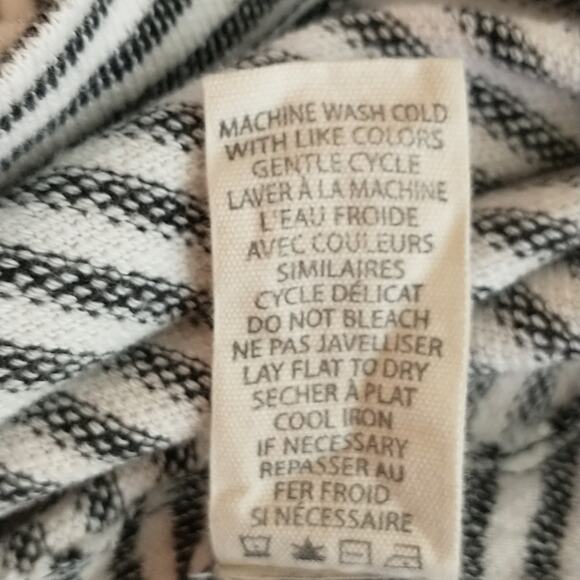 MACHINE WASH COLD
WITH LIKE COLORS
GENTLE CYCLE
LAVER À LA MACHINE
L'EAU FROIDE
AVEC COULEURS
SIMILAIRES
CYCLE DÉLICAT
DO NOT BLEACH
NE PAS JAVELLISER
LAY FLAT TO DRY
SECHER À PLAT
COOL IRON
IF NECESSARY
REPASSER AU
FER FROID
SI NÉCESSAIRE